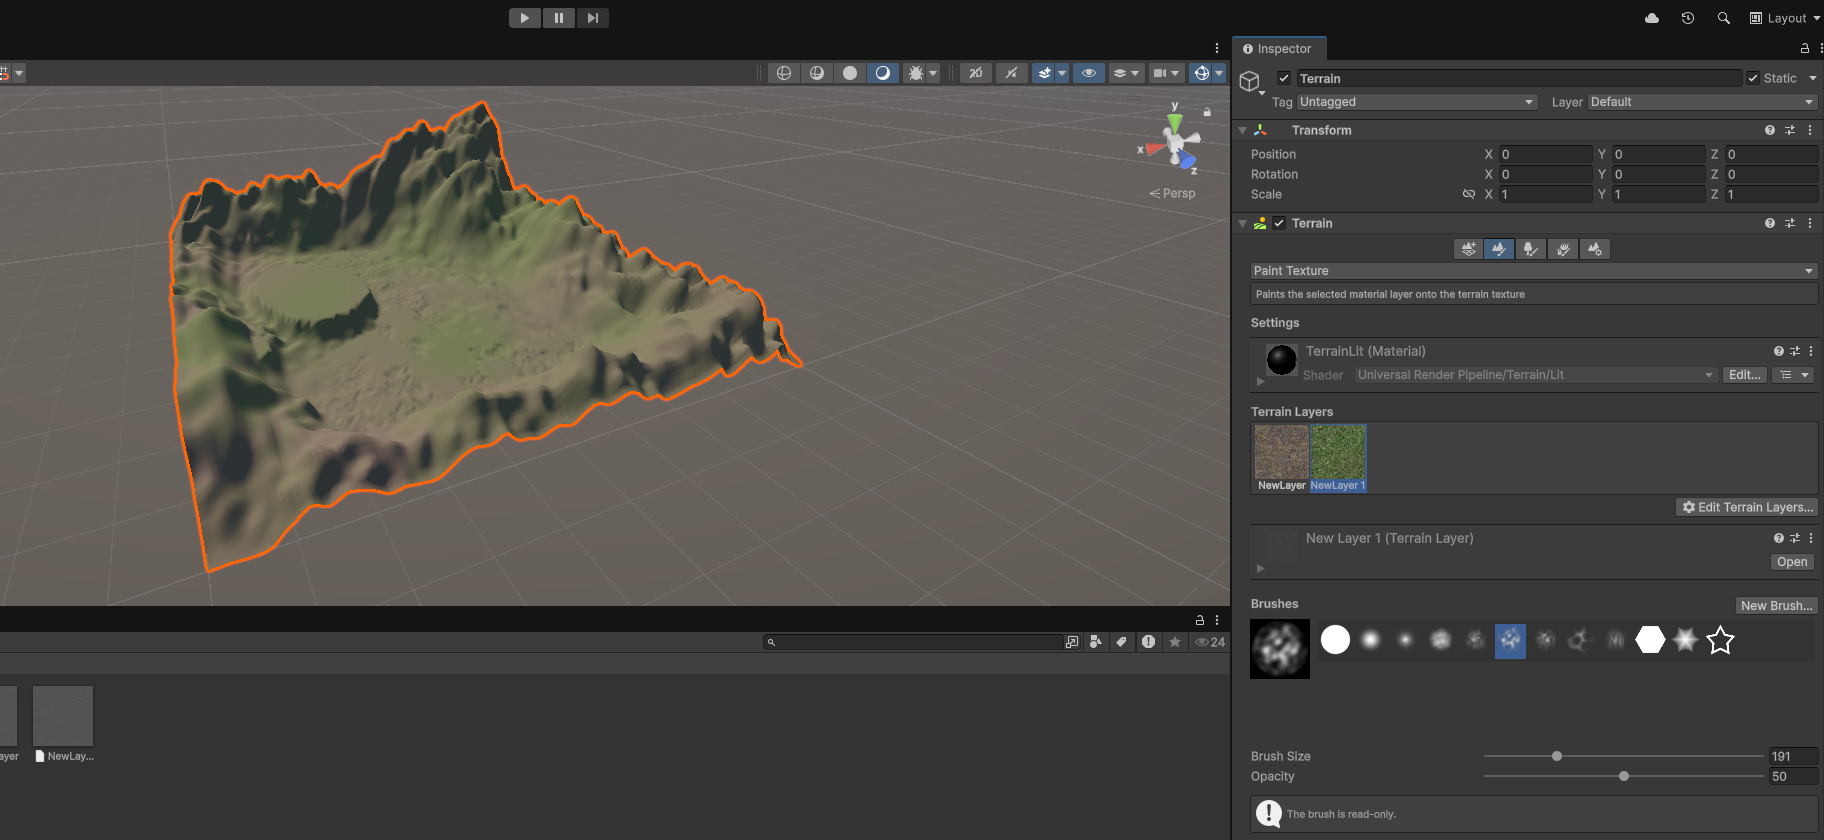 Layout
Inspector
Terrain
Static
Tag Untagged
Layer Default
Transform
Position X 0 Y 0 Z 0
Rotation X 0 Y 0 Z 0
Scale X 1 Y 1 Z 1
Terrain
Paint Texture
Paints the selected material layer onto the terrain texture
Settings
TerrainLit (Material)
Shader Universal Render Pipeline/Terrain/Lit Edit...
Terrain Layers
NewLayer NewLayer 1
Edit Terrain Layers...
New Layer 1 (Terrain Layer)
Open
Brushes
New Brush...
Brush Size 191
Opacity 50
The brush is read-only.
2D
y
x
z
Persp
24
ayer
NewLay...